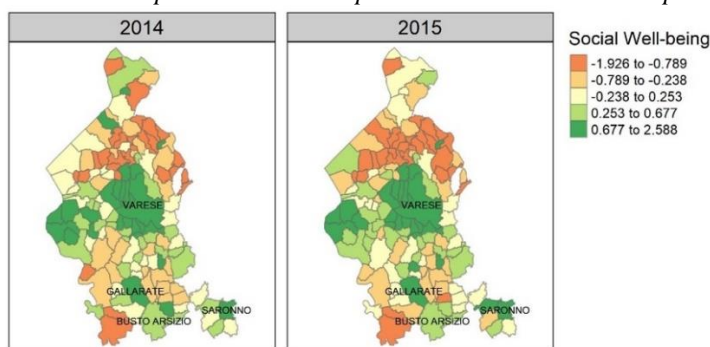 2014
2015
Social Well-being
-1.926 to -0.789
-0.789 to -0.238
-0.238 to 0.253
0.253 to 0.677
0.677 to 2.588
VARESE
GALLARATE
SARONNO
BUSTO ARSIZIO
VARESE
GALLARATE
SARONNO
BUSTO ARSIZIO